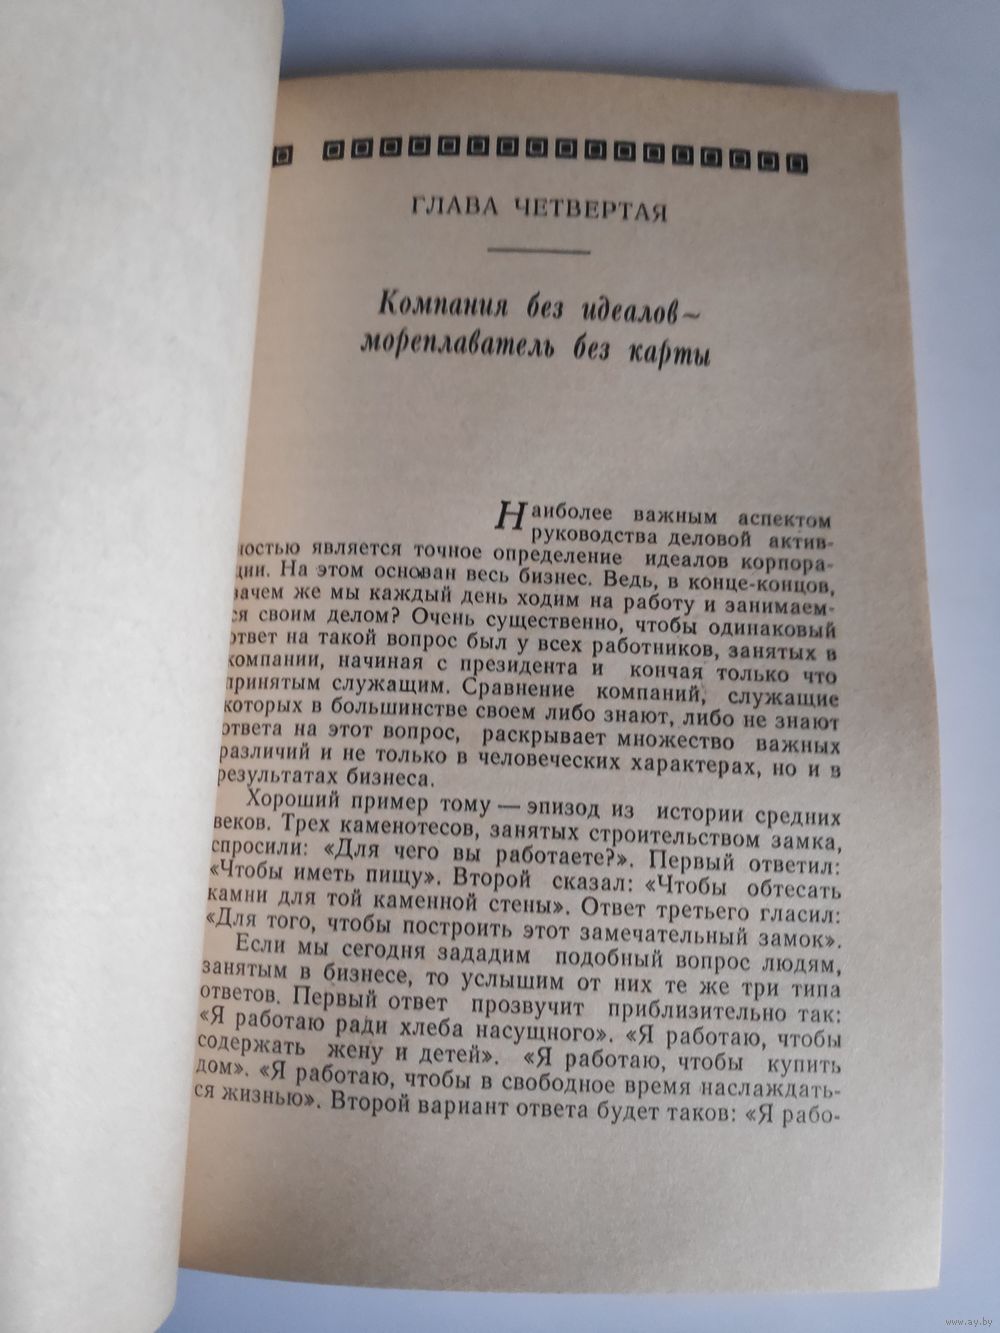 ГЛАВА ЧЕТВЕРТАЯ
Компания без идеалов~
мореплаватель без карты
Наиболее важным аспектом
руководства деловой актив-
ностью является точное определение идеалов корпора-
ции. На этом основан весь бизнес. Ведь, в конце-концов,
зачем же мы каждый день ходим на работу и занимаем-
ся своим делом? Очень существенно, чтобы одинаковый
ответ на такой вопрос был у всех работников, занятых в
компании, начиная с президента и кончая только что
принятым служащим. Сравнение компаний, служащие
которых в большинстве своем либо знают, либо не знают
ответа на этот вопрос, раскрывает множество важных
различий и не только в человеческих характерах, но и в
результатах бизнеса.
Хороший пример тому — эпизод из истории средних
веков. Трех каменотесов, занятых строительством замка,
спросили: «Для чего вы работаете?». Первый ответил:
«Чтобы иметь пищу». Второй сказал: «Чтобы обтесать
камни для той каменной стены». Ответ третьего гласил:
«Для того, чтобы построить этот замечательный замок».
Если мы сегодня зададим подобный вопрос людям,
занятым в бизнесе, то услышим от них те же три типа
ответов. Первый ответ прозвучит приблизительно так:
«Я работаю ради хлеба насущного». «Я работаю, чтобы
содержать жену и детей». «Я работаю, чтобы купить
дом». «Я работаю, чтобы в свободное время наслаждать-
ся жизнью». Второй вариант ответа будет таков: «Я рабо-
www.ay.by